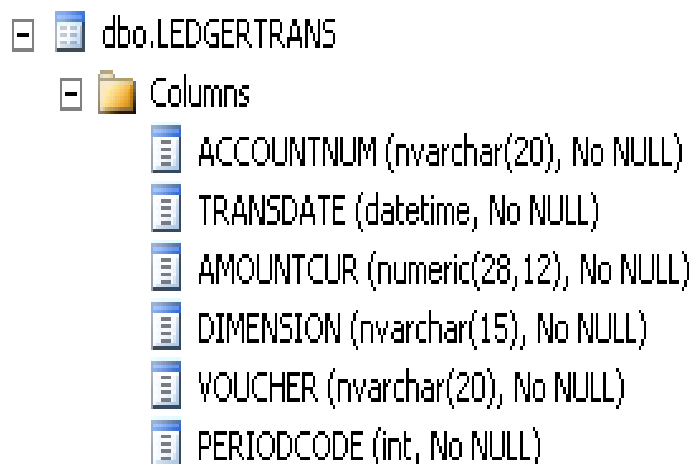 dbo.LEDGERTRANS
Columns
ACCOUNTNUM (nvarchar(20), No NULL)
TRANSDATE (datetime, No NULL)
AMOUNTCUR (numeric(28,12), No NULL)
DIMENSION (nvarchar(15), No NULL)
VOUCHER (nvarchar(20), No NULL)
PERIODCODE (int, No NULL)